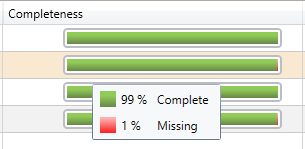 Completeness
99 % Complete
1 % Missing